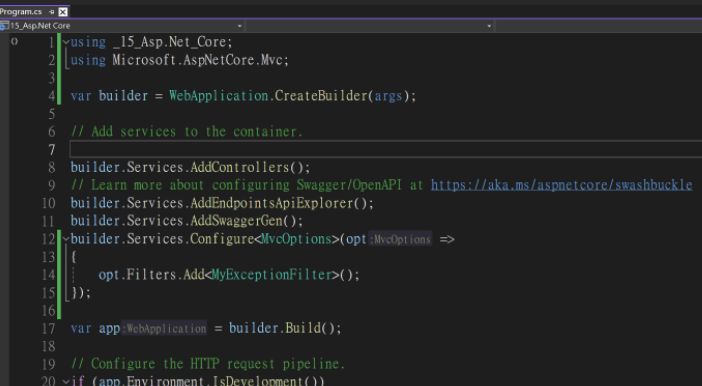 Program.cs
15_Asp.Net Core
1 using _15_Asp.Net_Core;
2 using Microsoft.AspNetCore.Mvc;
3
4 var builder = WebApplication.CreateBuilder(args);
5
6 // Add services to the container.
7
8 builder.Services.AddControllers();
9 // Learn more about configuring Swagger/OpenAPI at https://aka.ms/aspnetcore/swashbuckle
10 builder.Services.AddEndpointsApiExplorer();
11 builder.Services.AddSwaggerGen();
12 builder.Services.Configure<MvcOptions>(opt :MvcOptions =>
13 {
14 opt.Filters.Add<MyExceptionFilter>();
15 });
16
17 var app :WebApplication = builder.Build();
18
19 // Configure the HTTP request pipeline.
20 if (app.Environment.IsDevelopment())